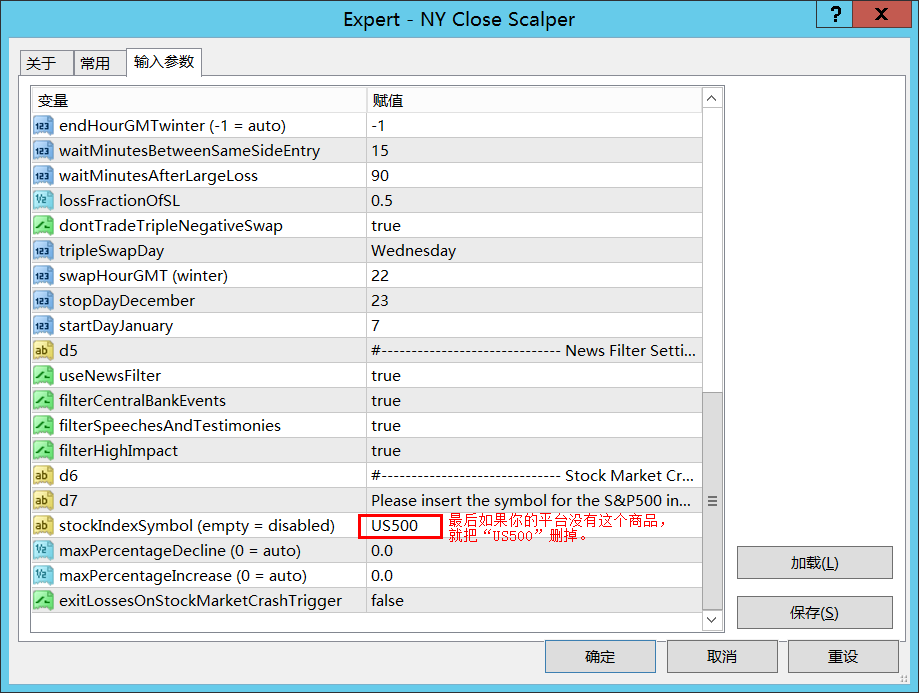 Expert - NY Close Scalper
?
X
关于
常用
输入参数
变量 赋值
endHourGMTwinter (-1 = auto) -1
waitMinutesBetweenSameSideEntry 15
waitMinutesAfterLargeLoss 90
lossFractionOfSL 0.5
dontTradeTripleNegativeSwap true
tripleSwapDay Wednesday
swapHourGMT (winter) 22
stopDayDecember 23
startDayJanuary 7
d5 #------------------------------ News Filter Setti...
useNewsFilter true
filterCentralBankEvents true
filterSpeechesAndTestimonies true
filterHighImpact true
d6 #------------------------------ Stock Market Cr...
d7 Please insert the symbol for the S&P500 in...
stockIndexSymbol (empty = disabled) US500
最后如果你的平台没有这个商品，
就把“US500”删掉。
maxPercentageDecline (0 = auto) 0.0
maxPercentageIncrease (0 = auto) 0.0
exitLossesOnStockMarketCrashTrigger false
加载(L)
保存(S)
确定
取消
重设